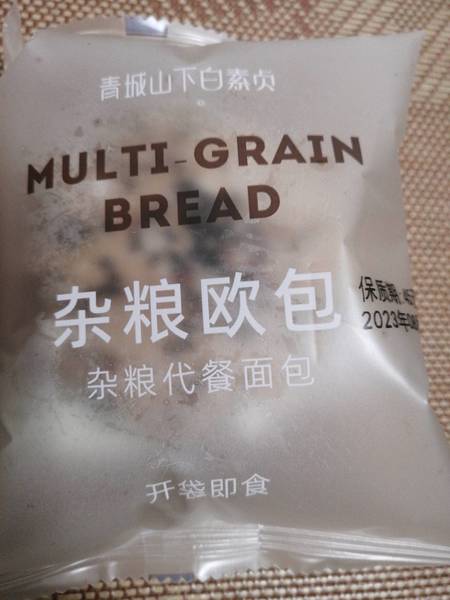 青城山下白素贞
MULTI-GRAIN
BREAD
杂粮欧包
保质期:45
2023年
杂粮代餐面包
开袋即食